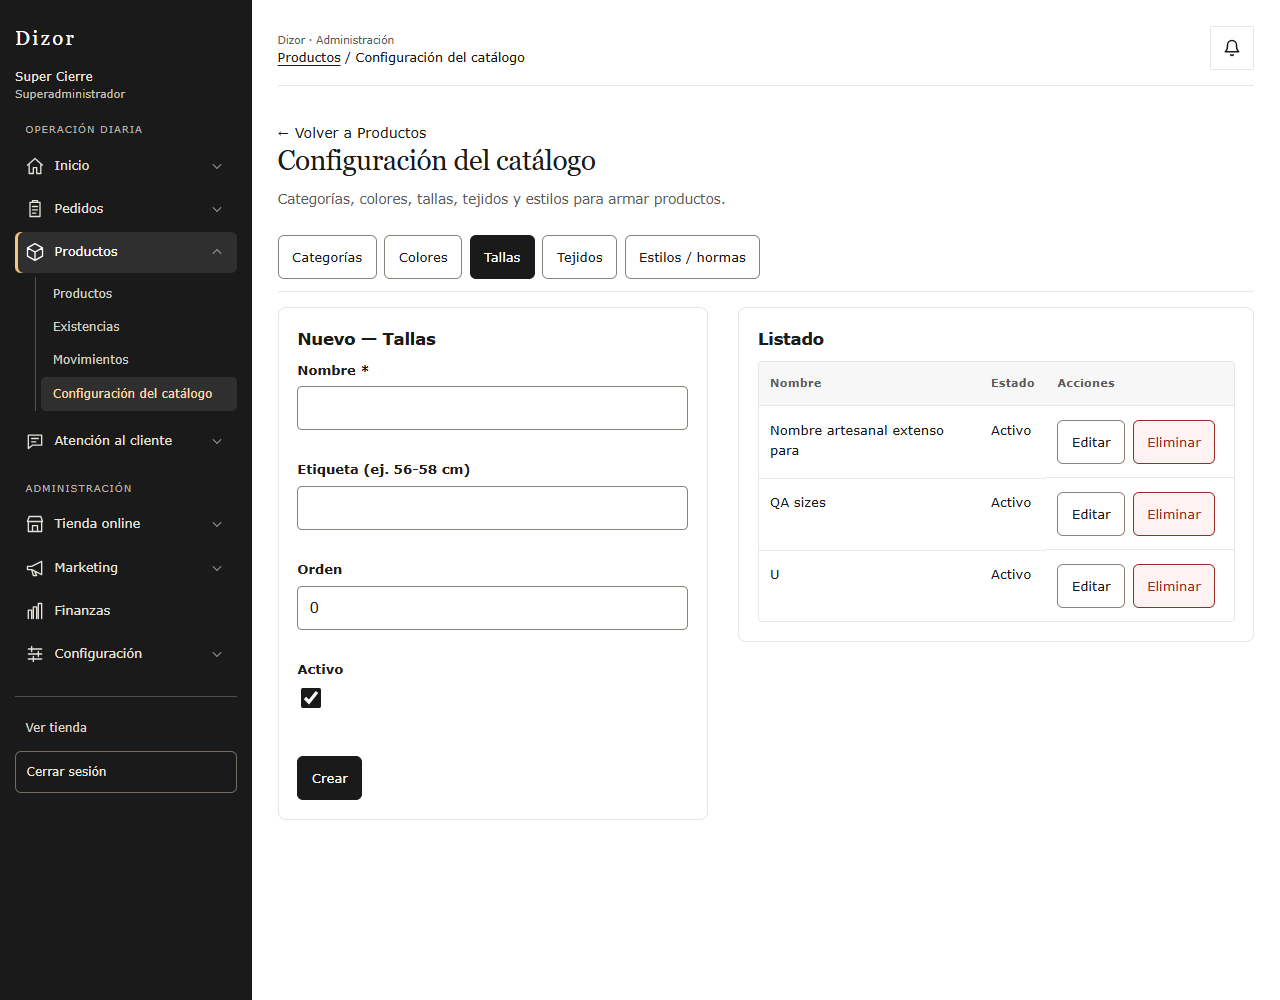 Dizor
Super Cierre
Superadministrador
OPERACIÓN DIARIA
Inicio
Pedidos
Productos
Productos
Existencias
Movimientos
Configuración del catálogo
Atención al cliente
ADMINISTRACIÓN
Tienda online
Marketing
Finanzas
Configuración
Ver tienda
Cerrar sesión
Dizor · Administración
Productos / Configuración del catálogo
← Volver a Productos
Configuración del catálogo
Categorías, colores, tallas, tejidos y estilos para armar productos.
Categorías Colores Tallas Tejidos Estilos / hormas
Nuevo — Tallas
Nombre *
Etiqueta (ej. 56-58 cm)
Orden
0
Activo
Crear
Listado
Nombre Estado Acciones
Nombre artesanal extenso para Activo Editar Eliminar
QA sizes Activo Editar Eliminar
U Activo Editar Eliminar